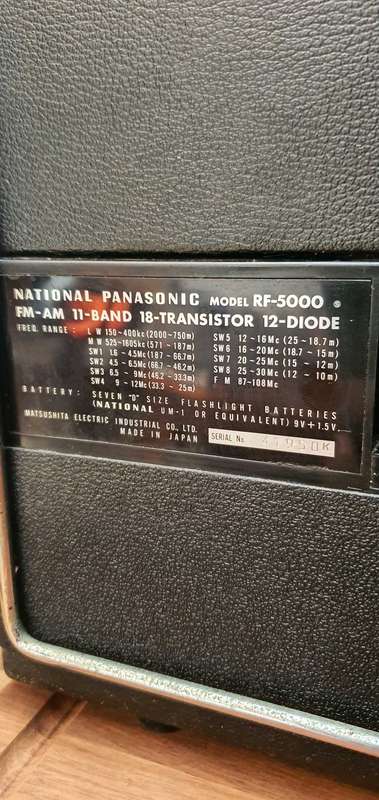 NATIONAL PANASONIC MODEL RF-5000
FM-AM 11-BAND 18-TRANSISTOR 12-DIODE
FREQ. RANGE: LW 150~400kc (2000~750m) SW5 12~16Mc (25~18.7m)
MW 525~1605kc (571~187m) SW6 16~20Mc (18.7~15m)
SW1 1.6~4.5Mc (187~66.7m) SW7 20~25Mc (15~12m)
SW2 4.5~6.5Mc (66.7~46.2m) SW8 25~30Mc (12~10m)
SW3 6.5~9Mc (46.2~33.3m) FM 87~108Mc
SW4 9~12Mc (33.3~25m)
BATTERY: SEVEN "D" SIZE FLASHLIGHT BATTERIES
(NATIONAL UM-1 OR EQUIVALENT) 9V+1.5V
MATSUSHITA ELECTRIC INDUSTRIAL CO., LTD.
MADE IN JAPAN SERIAL No.